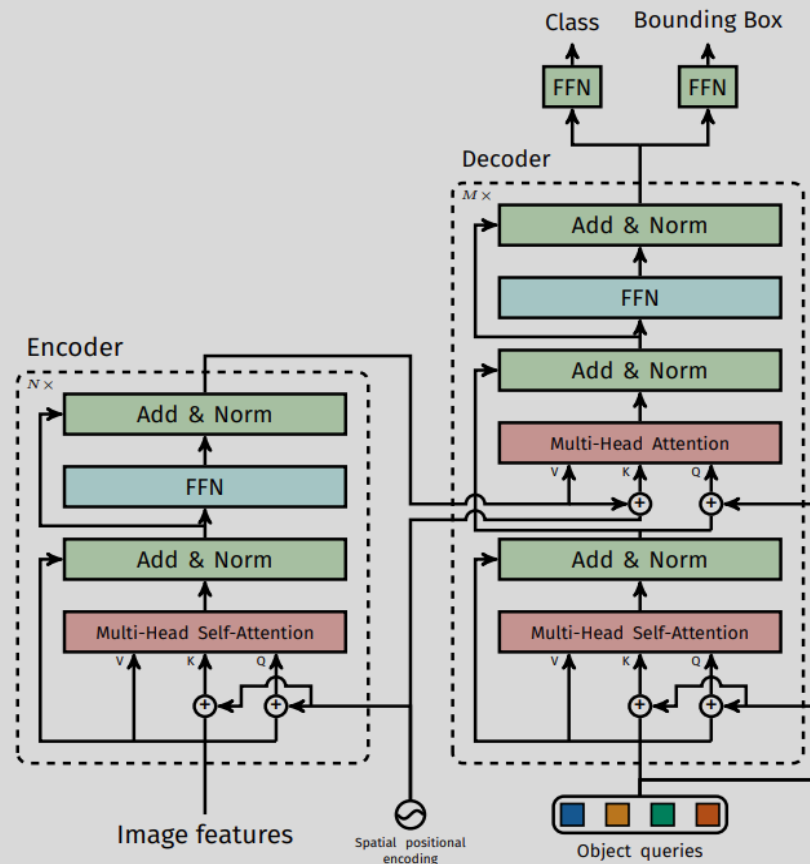 Class
Bounding Box
FFN
FFN
Decoder
M ×
Add & Norm
FFN
Add & Norm
Multi-Head Attention
V
K
Q
+
+
Add & Norm
Multi-Head Self-Attention
V
K
Q
+
+
Object queries
Encoder
N ×
Add & Norm
FFN
Add & Norm
Multi-Head Self-Attention
V
K
Q
+
+
Image features
Spatial positional
encoding